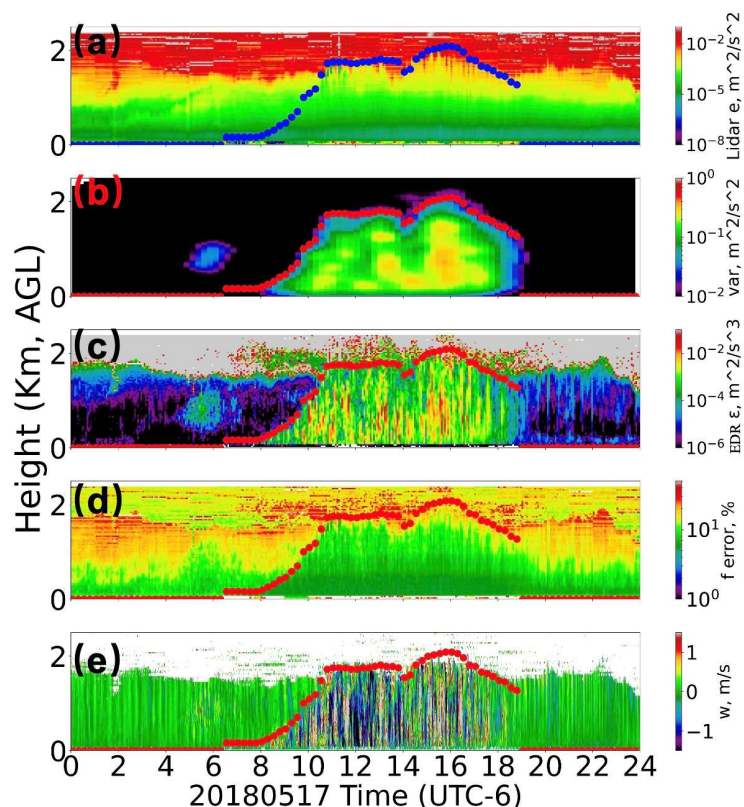 (a)
2
0
10^-2
10^-5
10^-8
Lidar e, m^2/s^2
(b)
2
0
10^0
10^-1
10^-2
var, m^2/s^2
(c)
2
0
10^-2
10^-4
10^-6
EDR ε, m^2/s^3
(d)
2
0
10^1
10^0
f error, %
(e)
2
0
1
0
−1
w, m/s
Height (Km, AGL)
0 2 4 6 8 10 12 14 16 18 20 22 24
20180517 Time (UTC-6)